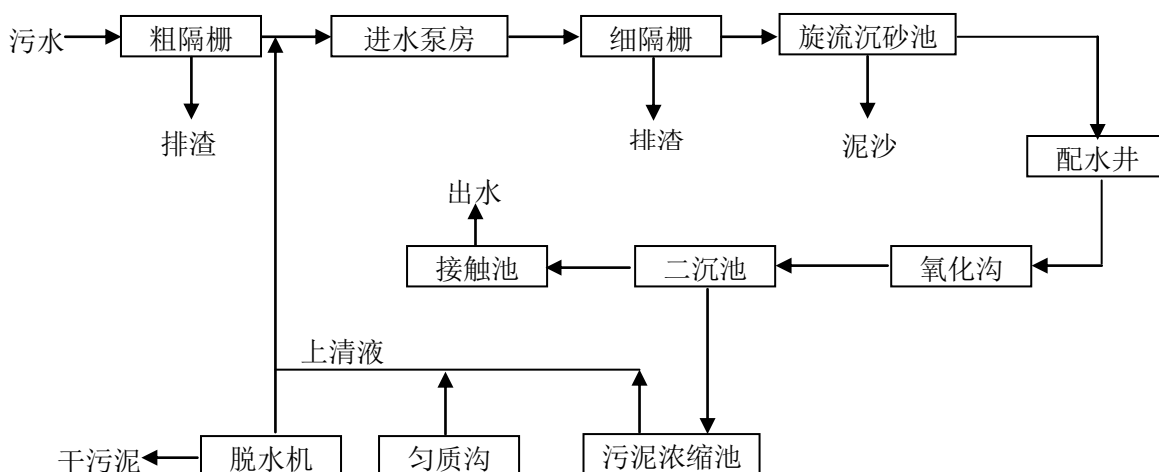 污水
粗隔栅
进水泵房
细隔栅
旋流沉砂池
排渣
排渣
泥沙
配水井
出水
接触池
二沉池
氧化沟
上清液
干污泥
脱水机
匀质沟
污泥浓缩池